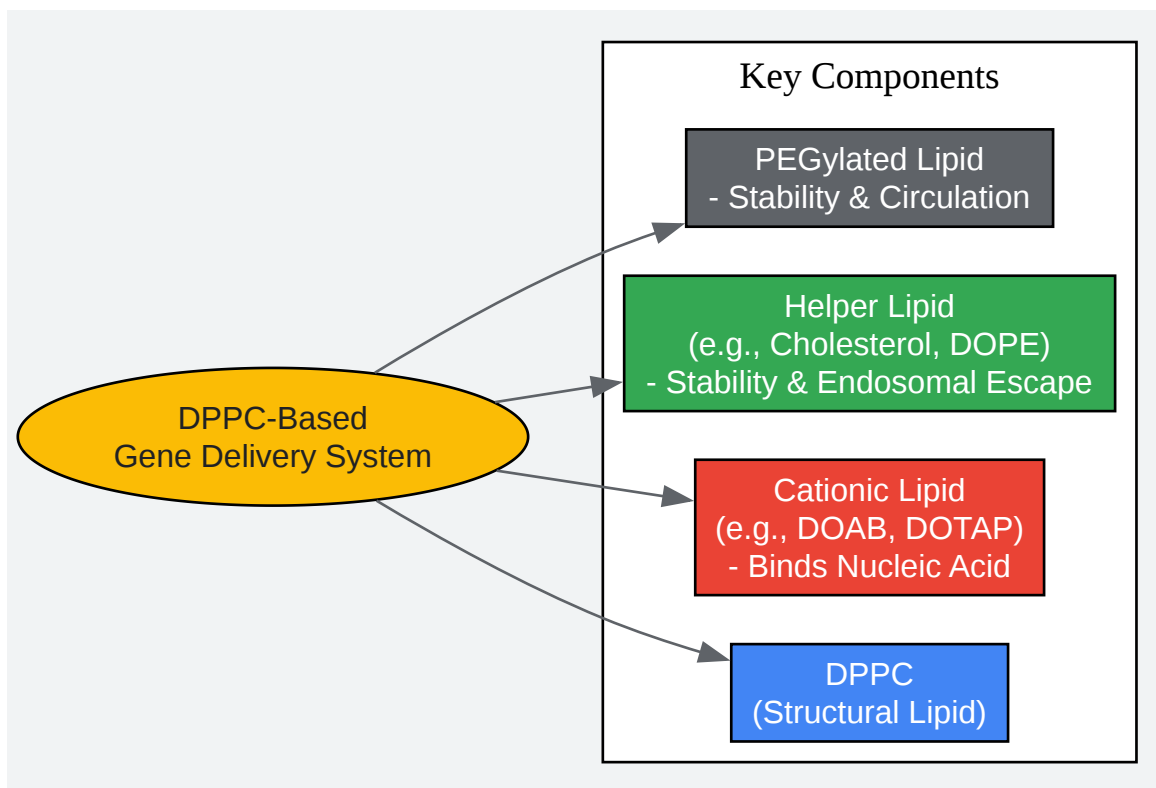 Key Components
PEGylated Lipid
- Stability & Circulation
Helper Lipid
(e.g., Cholesterol, DOPE)
- Stability & Endosomal Escape
DPPC-Based
Gene Delivery System
Cationic Lipid
(e.g., DOAB, DOTAP)
- Binds Nucleic Acid
DPPC
(Structural Lipid)